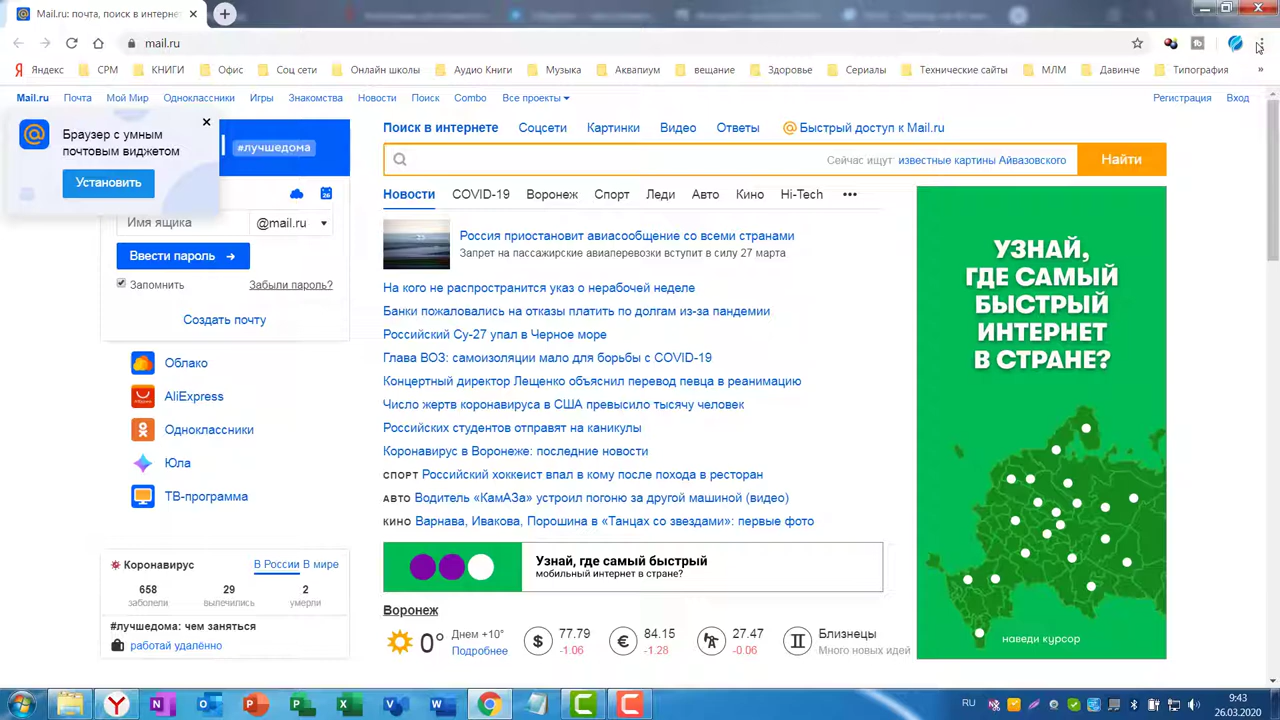 Mail.ru: почта, поиск в интерне
mail.ru
Яндекс
СРМ
КНИГИ
Офис
Соц сети
Онлайн школы
Аудио Книги
Музыка
Аквапиум
вещание
Здоровье
Сериалы
Технические сайты
МЛМ
Давинче
Типография
»
Mail.ru
Почта
Мой Мир
Одноклассники
Игры
Знакомства
Новости
Поиск
Combo
Все проекты
Регистрация
Вход
Браузер с умным
почтовым виджетом
Установить
#лучшедома
26
Имя ящика
@mail.ru
Ввести пароль
Запомнить
Забыли пароль?
Создать почту
Облако
AliExpress
Одноклассники
Юла
ТВ-программа
Коронавирус
В России
В мире
658
29
2
заболели
вылечились
умерли
#лучшедома: чем заняться
работай удалённо
Поиск в интернете
Соцсети
Картинки
Видео
Ответы
Быстрый доступ к Mail.ru
Сейчас ищут: известные картины Айвазовского
Найти
Новости
COVID-19
Воронеж
Спорт
Леди
Авто
Кино
Hi-Tech
Россия приостановит авиасообщение со всеми странами
Запрет на пассажирские авиаперевозки вступит в силу 27 марта
На кого не распространится указ о нерабочей неделе
Банки пожаловались на отказы платить по долгам из-за пандемии
Российский Су-27 упал в Черное море
Глава ВОЗ: самоизоляции мало для борьбы с COVID-19
Концертный директор Лещенко объяснил перевод певца в реанимацию
Число жертв коронавируса в США превысило тысячу человек
Российских студентов отправят на каникулы
Коронавирус в Воронеже: последние новости
СПОРТ Российский хоккеист впал в кому после похода в ресторан
АВТО Водитель «КамАЗа» устроил погоню за другой машиной (видео)
КИНО Варнава, Ивакова, Порошина в «Танцах со звездами»: первые фото
Узнай, где самый быстрый
мобильный интернет в стране?
Воронеж
0°
Днем +10°
Подробнее
$
77.79
-1.06
€
84.15
-1.28
27.47
-0.06
Близнецы
Много новых идей
УЗНАЙ,
ГДЕ САМЫЙ
БЫСТРЫЙ
ИНТЕРНЕТ
В СТРАНЕ?
наведи курсор
RU
9:43
26.03.2020